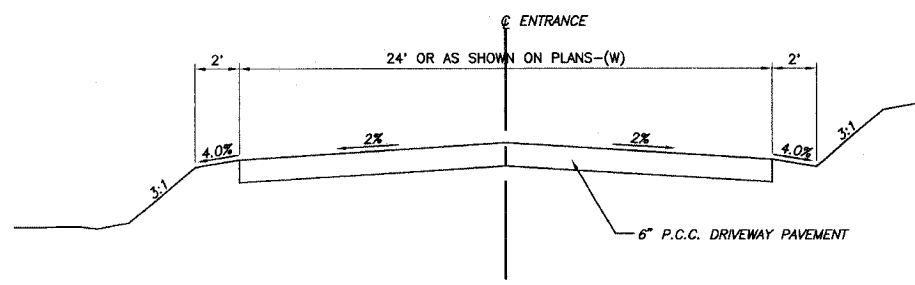 ℄ ENTRANCE
2'
24' OR AS SHOWN ON PLANS-(W)
2'
4.0%
2%
2%
4.0%
3:1
3:1
6" P.C.C. DRIVEWAY PAVEMENT